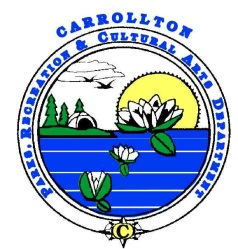 CARROLLTON
PARKS, RECREATION & CULTURAL ARTS DEPARTMENT
C